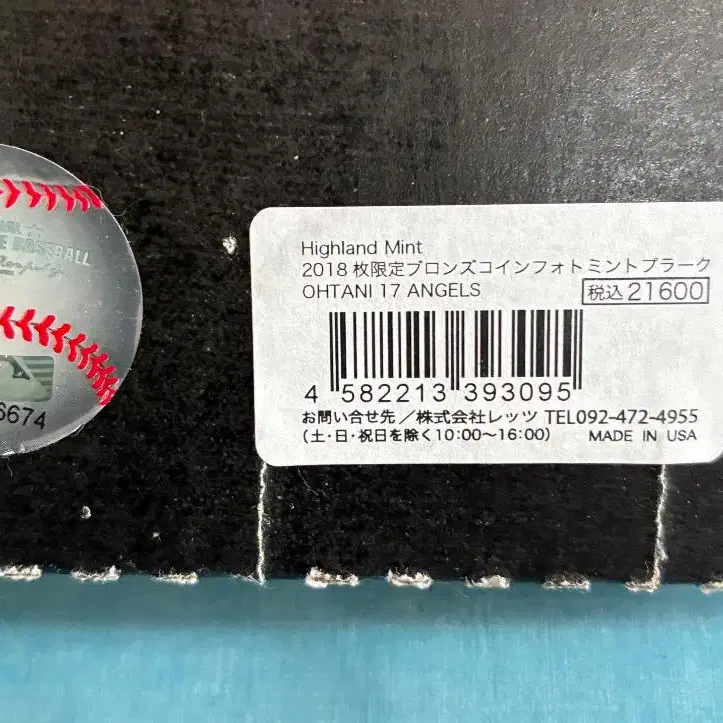 BASEBALL
6674
Highland Mint
2018枚限定ブロンズコインフォトミントプラーク
OHTANI 17 ANGELS
税込21600
4 582213 393095
お問い合せ先／株式会社レッツ TEL092-472-4955
(土・日・祝日を除く10:00〜16:00) MADE IN USA